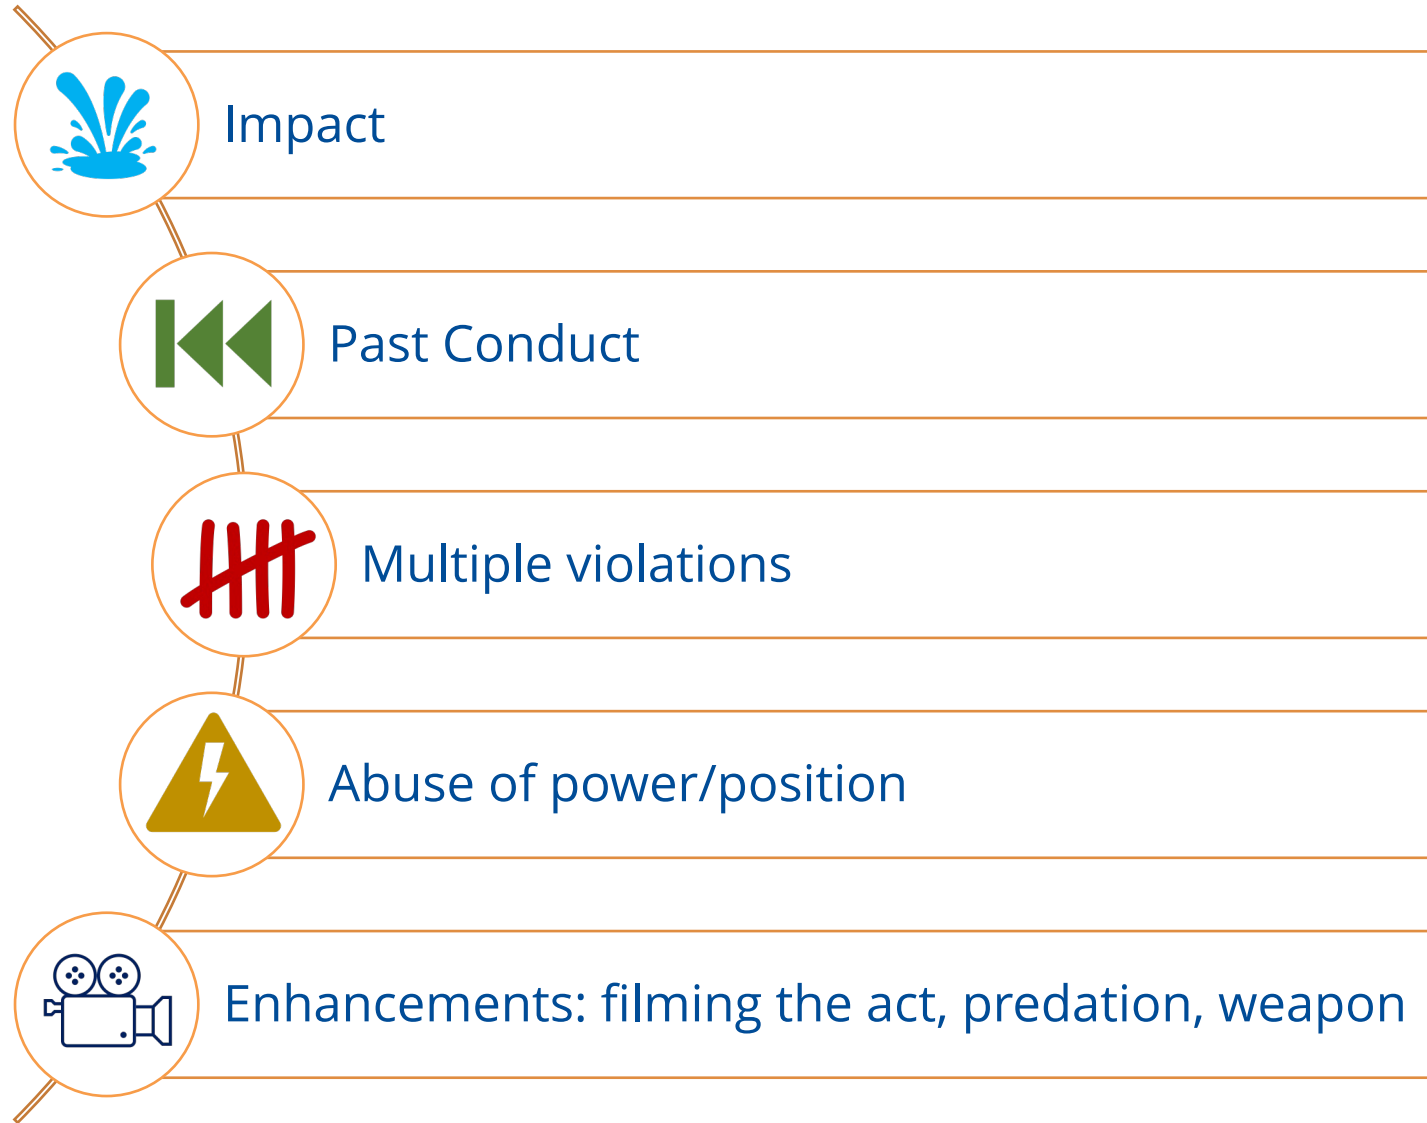 Impact
Past Conduct
Multiple violations
Abuse of power/position
Enhancements: filming the act, predation, weapon